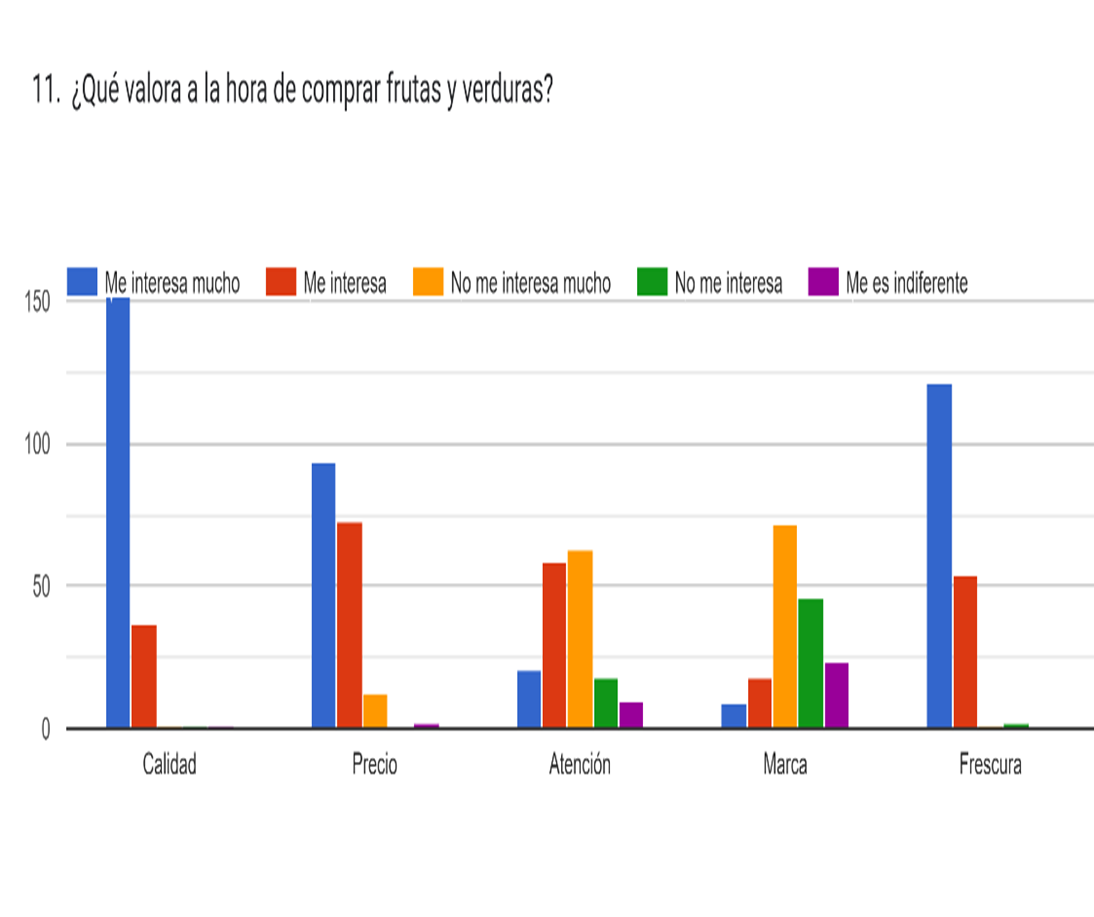 11. ¿Qué valora a la hora de comprar frutas y verduras?
Me interesa mucho Me interesa No me interesa mucho No me interesa Me es indiferente
150
100
50
0
Calidad Precio Atención Marca Frescura